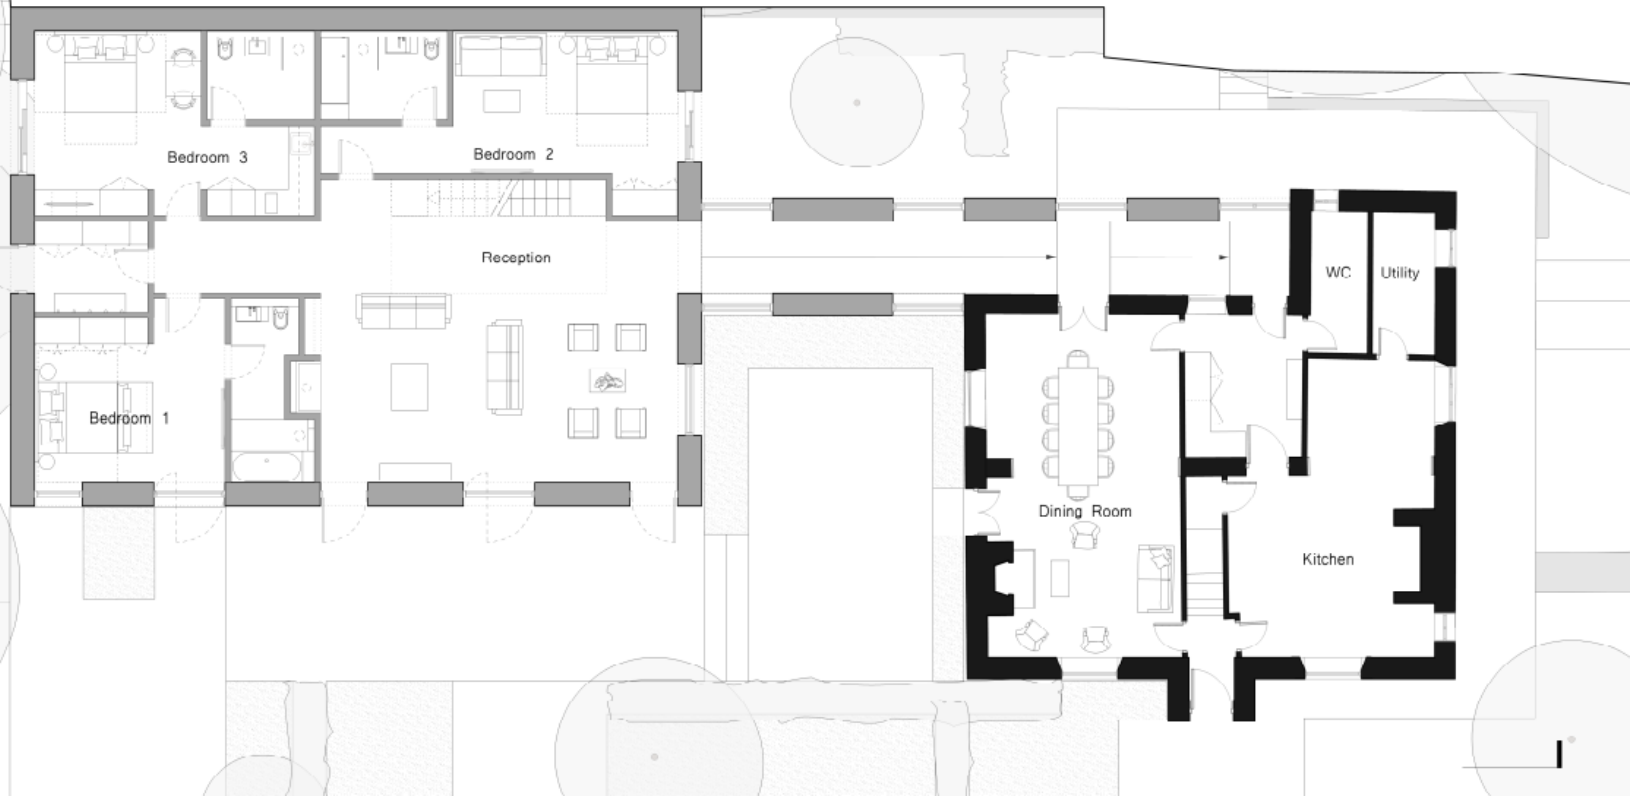 Bedroom 3
Bedroom 2
Reception
WC
Utility
Bedroom 1
Dining Room
Kitchen